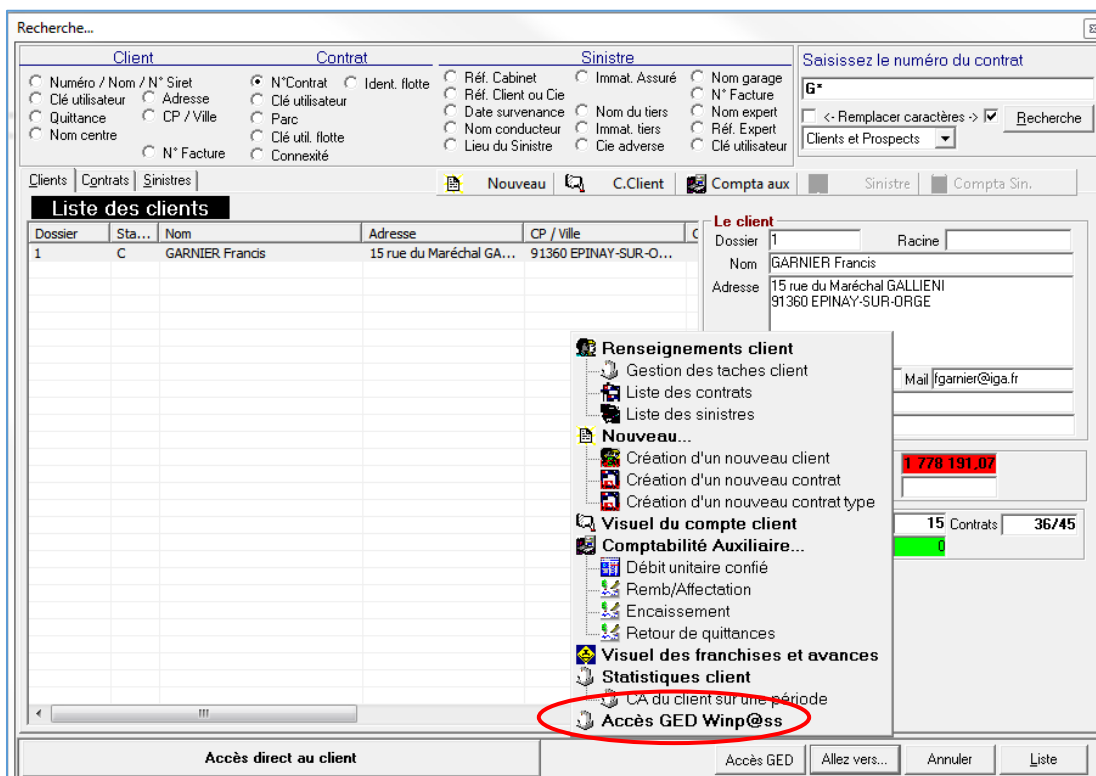 Recherche...
Client
Contrat
Sinistre
Saisissez le numéro du contrat
Numéro / Nom / N° Siret
N°Contrat
Ident. flotte
Réf. Cabinet
Immat. Assuré
Nom garage
G*
Clé utilisateur
Adresse
Clé utilisateur
Réf. Client ou Cie
N° Facture
Quittance
CP / Ville
Parc
Date survenance
Nom du tiers
Nom expert
<- Remplacer caractères ->
Recherche
Nom centre
Clé util. flotte
Nom conducteur
Immat. tiers
Réf. Expert
Clients et Prospects
N° Facture
Connexité
Lieu du Sinistre
Cie adverse
Clé utilisateur
Clients
Contrats
Sinistres
Nouveau
C.Client
Compta aux
Sinistre
Compta Sin.
Liste des clients
Le client
Dossier
Sta...
Nom
Adresse
CP / Ville
C
Dossier
1
Racine
1
C
GARNIER Francis
15 rue du Maréchal GA...
91360 EPINAY-SUR-O...
Nom
GARNIER Francis
Adresse
15 rue du Maréchal GALLIENI
91360 EPINAY-SUR-ORGE
Mail
fgarnier@iga.fr
1 778 191,07
15
Contrats
36/45
0
Renseignements client
Gestion des taches client
Liste des contrats
Liste des sinistres
Nouveau...
Création d'un nouveau client
Création d'un nouveau contrat
Création d'un nouveau contrat type
Visuel du compte client
Comptabilité Auxiliaire...
Débit unitaire confié
Remb/Affectation
Encaissement
Retour de quittances
Visuel des franchises et avances
Statistiques client
CA du client sur une période
Accès GED Winp@ss
Accès direct au client
Accès GED
Allez vers...
Annuler
Liste